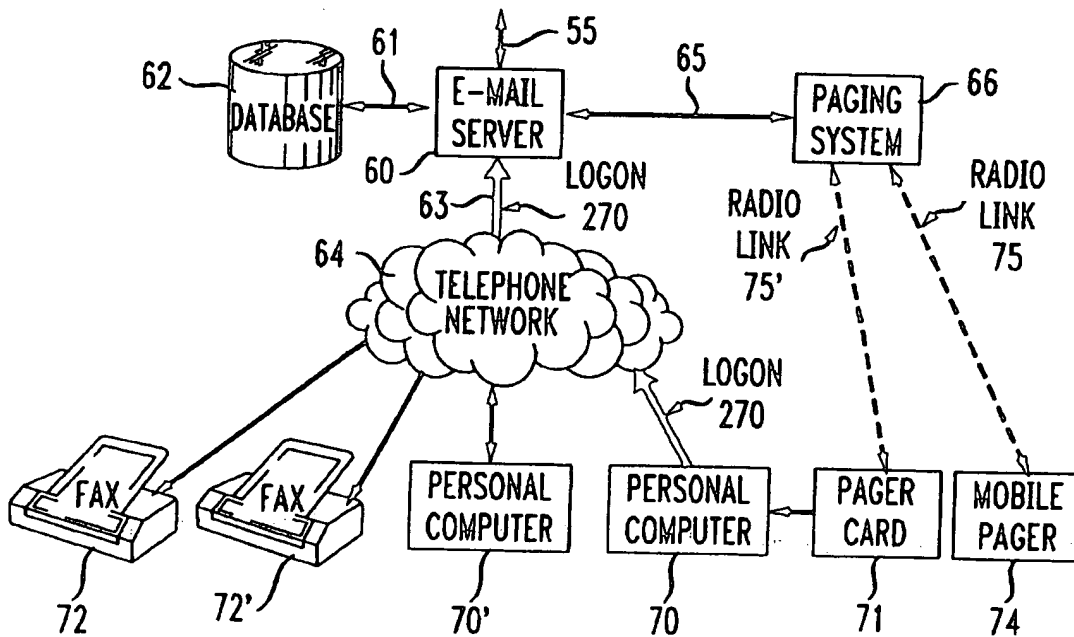 55
61
65
62
66
DATABASE
E-MAIL
SERVER
PAGING
SYSTEM
60
63
LOGON
270
RADIO
LINK
75'
RADIO
LINK
75
64
TELEPHONE
NETWORK
LOGON
270
FAX
FAX
PERSONAL
COMPUTER
PERSONAL
COMPUTER
PAGER
CARD
MOBILE
PAGER
72
72'
70'
70
71
74